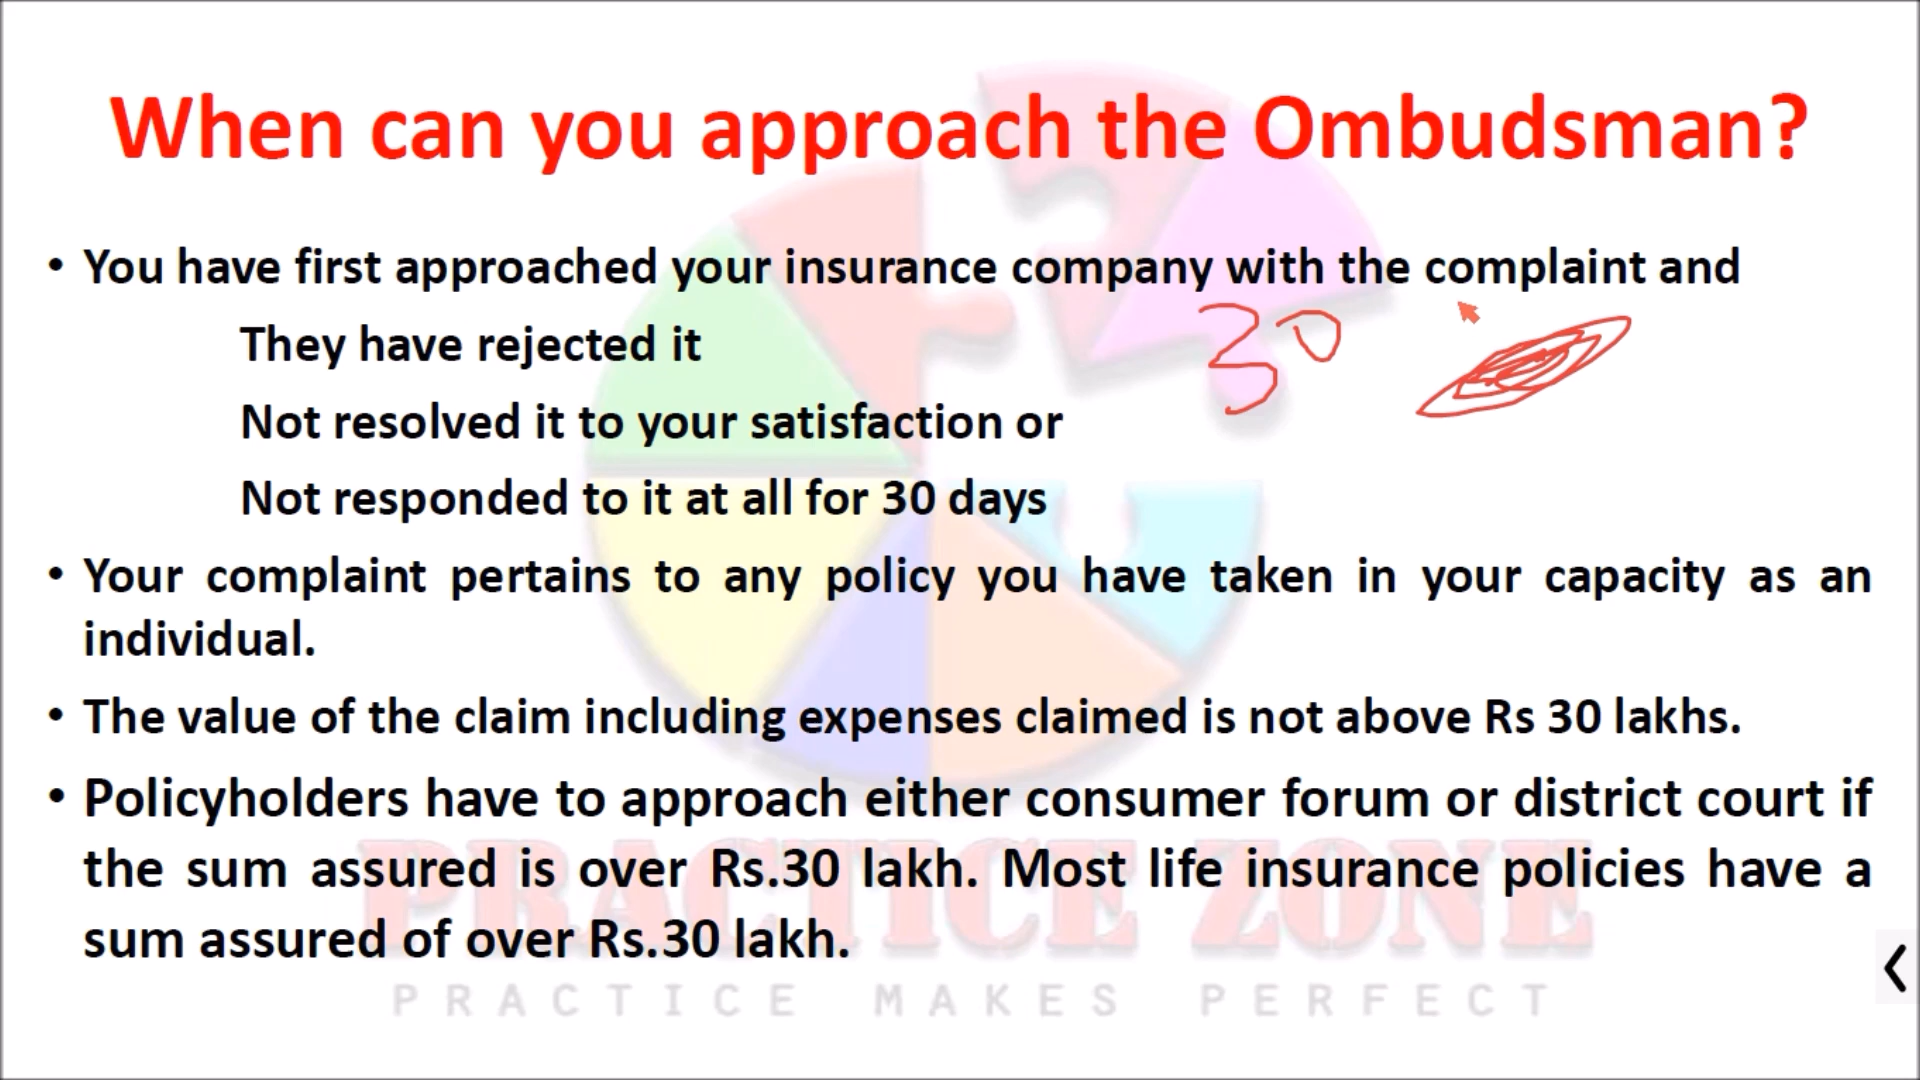 When can you approach the Ombudsman?
• You have first approached your insurance company with the complaint and
30
They have rejected it
Not resolved it to your satisfaction or
Not responded to it at all for 30 days
• Your complaint pertains to any policy you have taken in your capacity as an
individual.
• The value of the claim including expenses claimed is not above Rs 30 lakhs.
• Policyholders have to approach either consumer forum or district court if
the sum assured is over Rs.30 lakh. Most life insurance policies have a
sum assured of over Rs.30 lakh.
PRACTICE ZONE
PRACTICE MAKES PERFECT